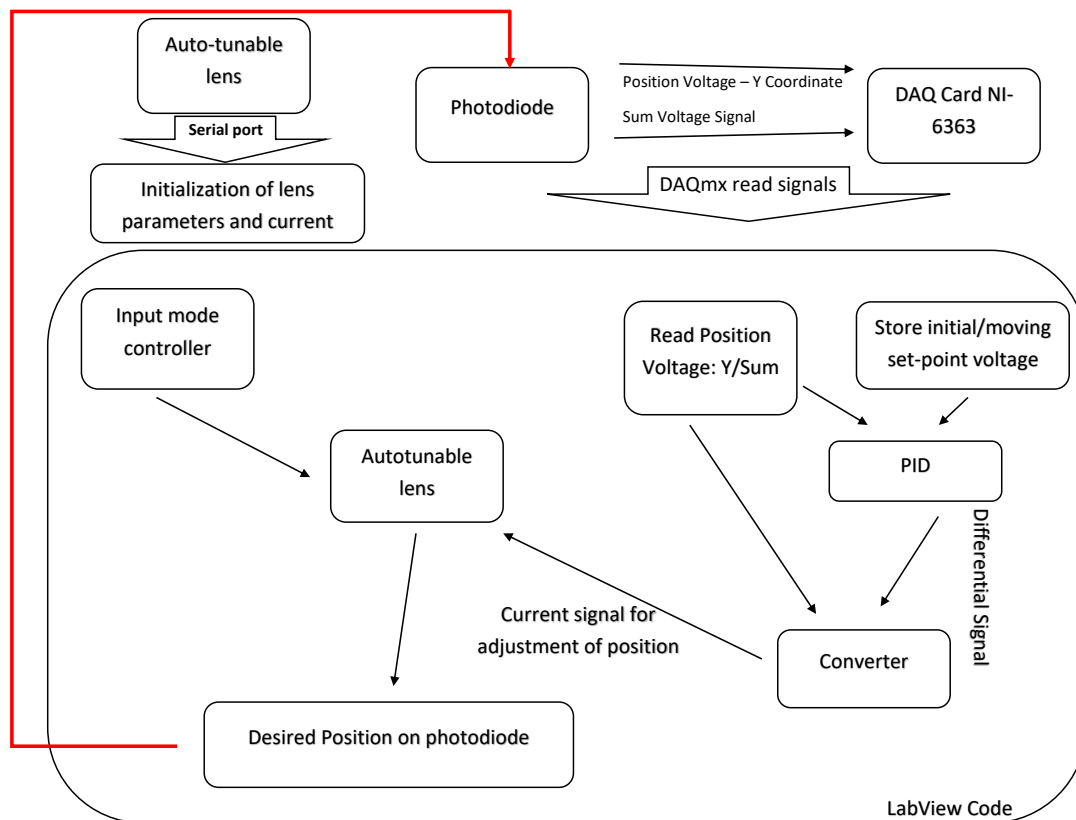 Auto-tunable
lens
Serial port
Initialization of lens
parameters and current
Photodiode
Position Voltage – Y Coordinate
Sum Voltage Signal
DAQ Card NI-
6363
DAQmx read signals
Input mode
controller
Read Position
Voltage: Y/Sum
Store initial/moving
set-point voltage
Autotunable
lens
PID
Differential Signal
Current signal for
adjustment of position
Converter
Desired Position on photodiode
LabView Code